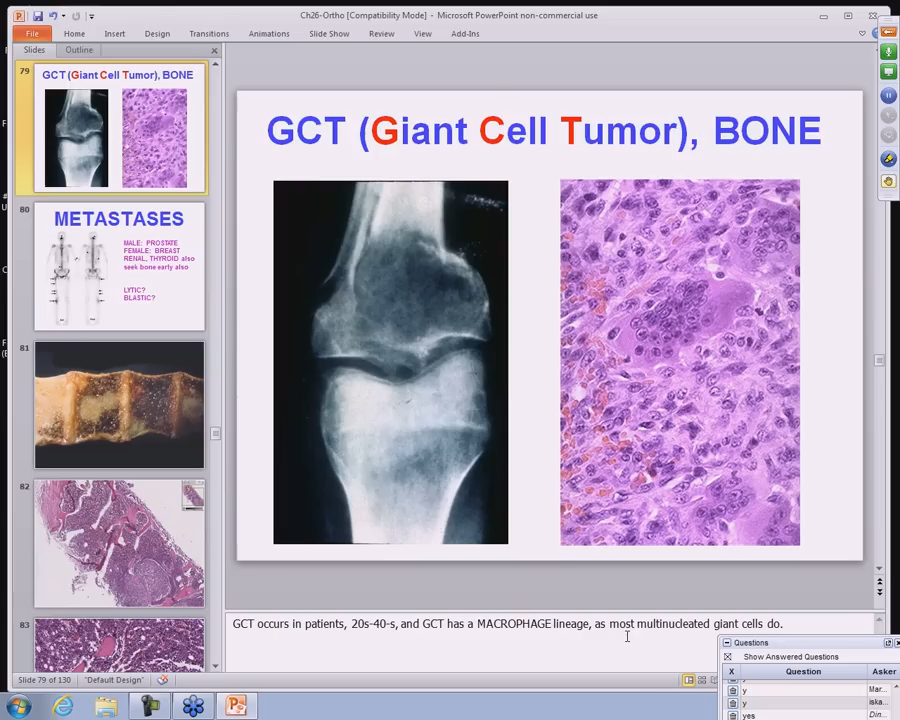 Ch26-Ortho [Compatibility Mode] - Microsoft PowerPoint non-commercial use
File Home Insert Design Transitions Animations Slide Show Review View Add-Ins
Slides Outline
79
GCT (Giant Cell Tumor), BONE
80
METASTASES
MALE: PROSTATE
FEMALE: BREAST
RENAL, THYROID also
seek bone early also
LYTIC?
BLASTIC?
81
82
83
GCT (Giant Cell Tumor), BONE
GCT occurs in patients, 20s-40-s, and GCT has a MACROPHAGE lineage, as most multinucleated giant cells do.
Slide 79 of 130 "Default Design"
Questions
Show Answered Questions
X Question Asker
y Mar...
y iska...
yes Din...